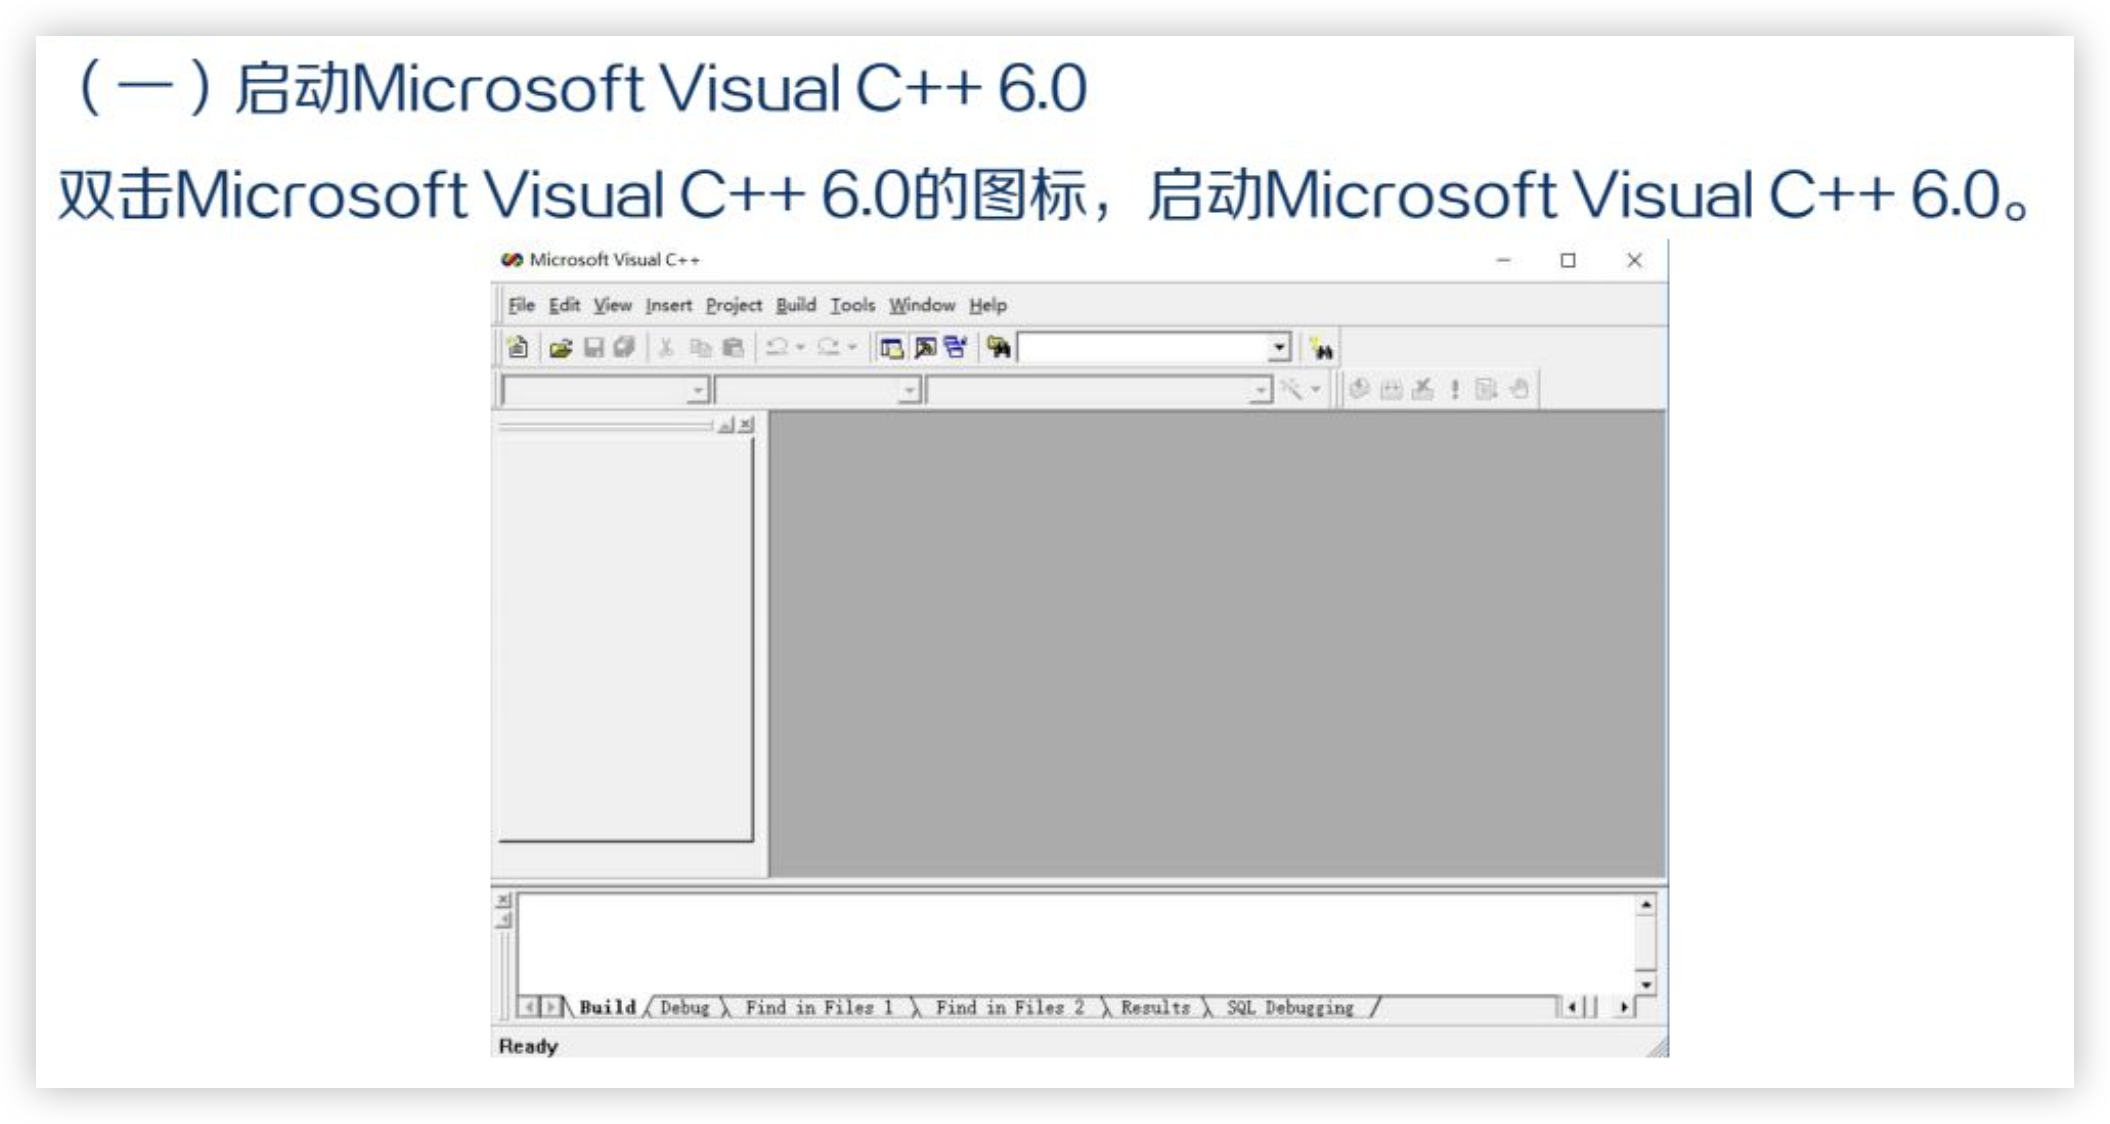 （一）启动Microsoft Visual C++ 6.0
双击Microsoft Visual C++ 6.0的图标，启动Microsoft Visual C++ 6.0。
Microsoft Visual C++
File Edit View Insert Project Build Tools Window Help
Build Debug Find in Files 1 Find in Files 2 Results SQL Debugging
Ready